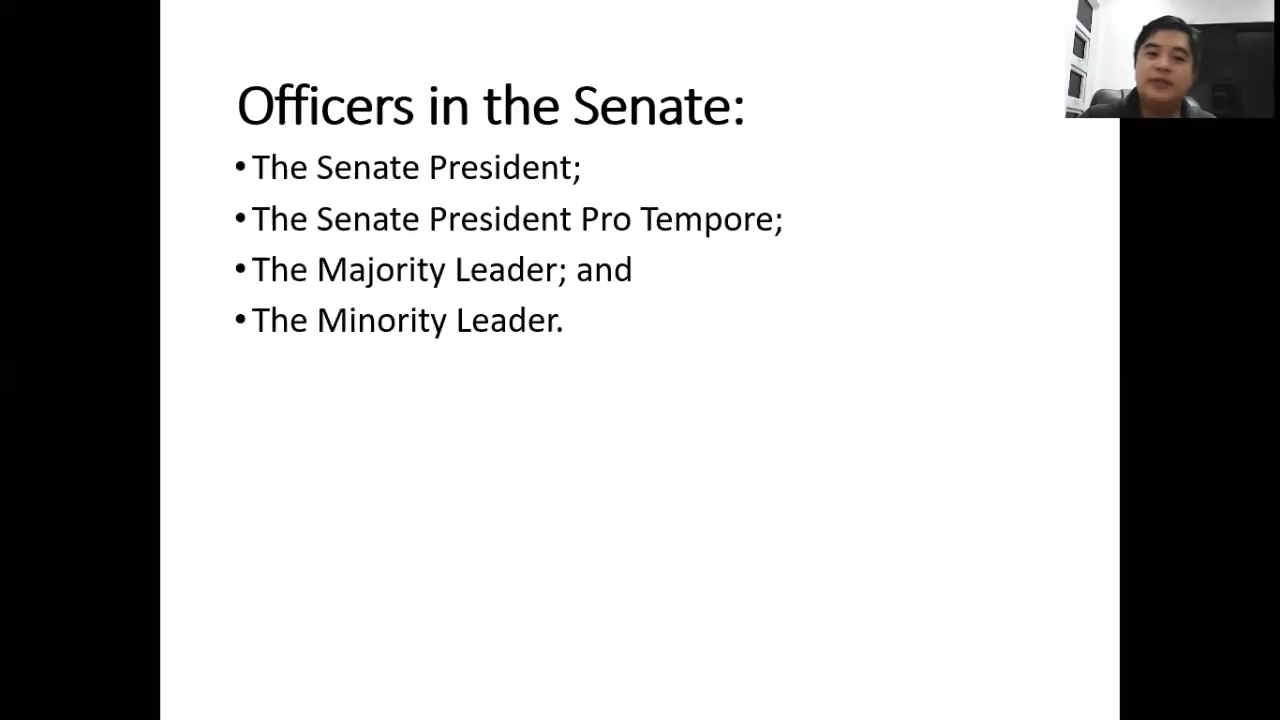 Officers in the Senate:
• The Senate President;
• The Senate President Pro Tempore;
• The Majority Leader; and
• The Minority Leader.